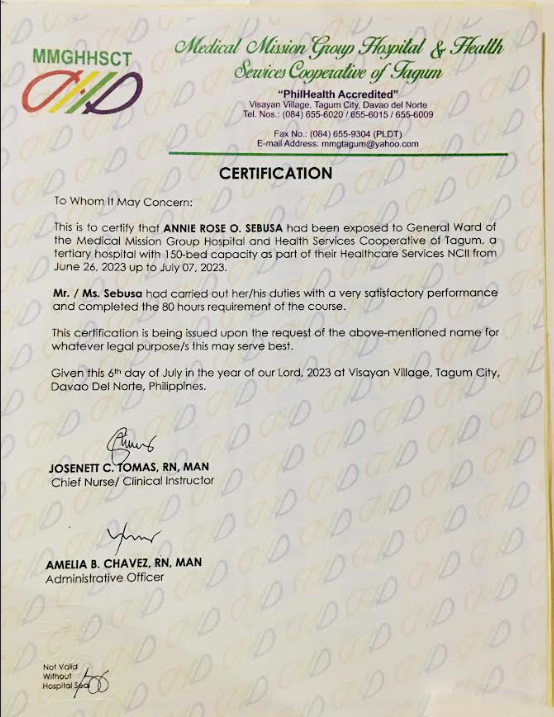 MMGHHSCT
Medical Mission Group Hospital & Health
Services Cooperative of Tagum
"PhilHealth Accredited"
Visayan Village, Tagum City, Davao del Norte
Tel. Nos.: (084) 655-6020 / 655-6015 / 655-6009
Fax No.: (084) 655-9304 (PLDT)
E-mail Address: mmgtagum@yahoo.com
CERTIFICATION
To Whom It May Concern:
This is to certify that ANNIE ROSE O. SEBUSA had been exposed to General Ward of
the Medical Mission Group Hospital and Health Services Cooperative of Tagum, a
tertiary hospital with 150-bed capacity as part of their Healthcare Services NCII from
June 26, 2023 up to July 07, 2023.
Mr. / Ms. Sebusa had carried out her/his duties with a very satisfactory performance
and completed the 80 hours requirement of the course.
This certification is being issued upon the request of the above-mentioned name for
whatever legal purpose/s this may serve best.
Given this 6th day of July in the year of our Lord, 2023 at Visayan Village, Tagum City,
Davao Del Norte, Philippines.
JOSENETT C. TOMAS, RN, MAN
Chief Nurse/ Clinical Instructor
AMELIA B. CHAVEZ, RN, MAN
Administrative Officer
Not Valid
Without
Hospital Seal